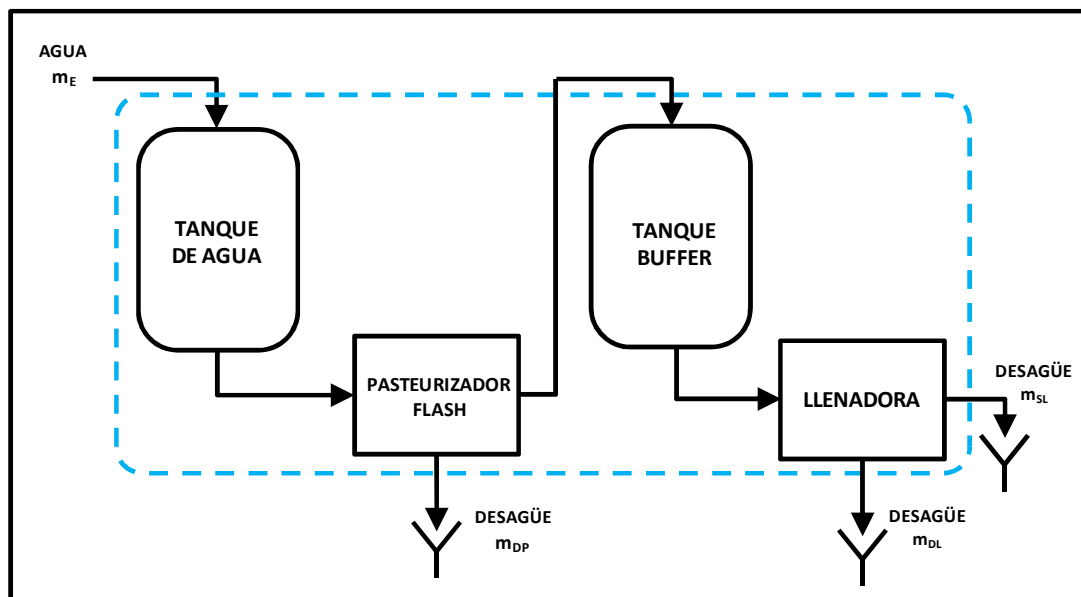 AGUA
mE
TANQUE
DE AGUA
TANQUE
BUFFER
PASTEURIZADOR
FLASH
LLENADORA
DESAGÜE
mSL
DESAGÜE
mDP
DESAGÜE
mDL